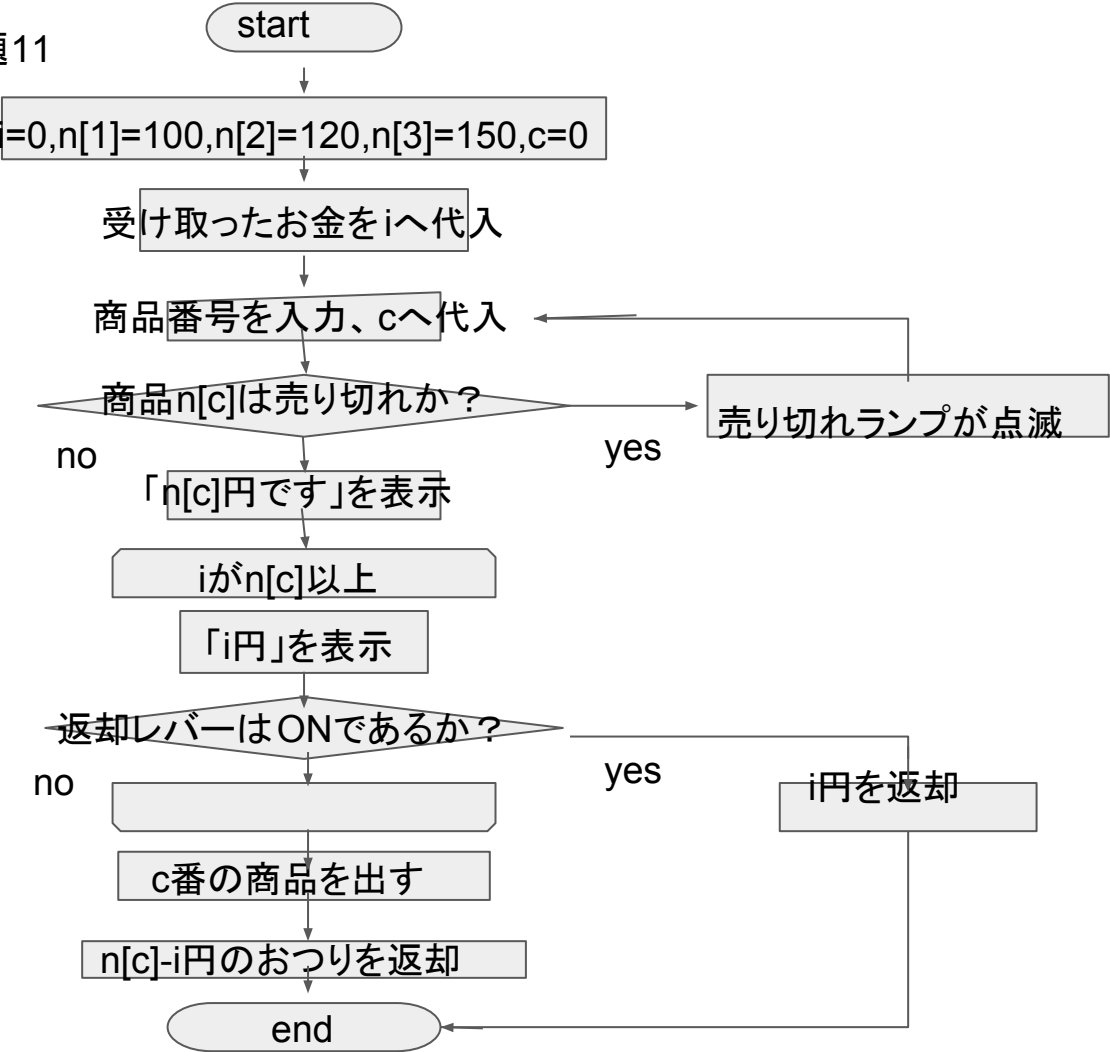 start
題11
i=0,n[1]=100,n[2]=120,n[3]=150,c=0
受け取ったお金をiへ代入
商品番号を入力、cへ代入
商品n[c]は売り切れか？
売り切れランプが点滅
no
yes
「n[c]円です」を表示
iがn[c]以上
「i円」を表示
返却レバーはONであるか？
no
yes
i円を返却
c番の商品を出す
n[c]-i円のおつりを返却
end